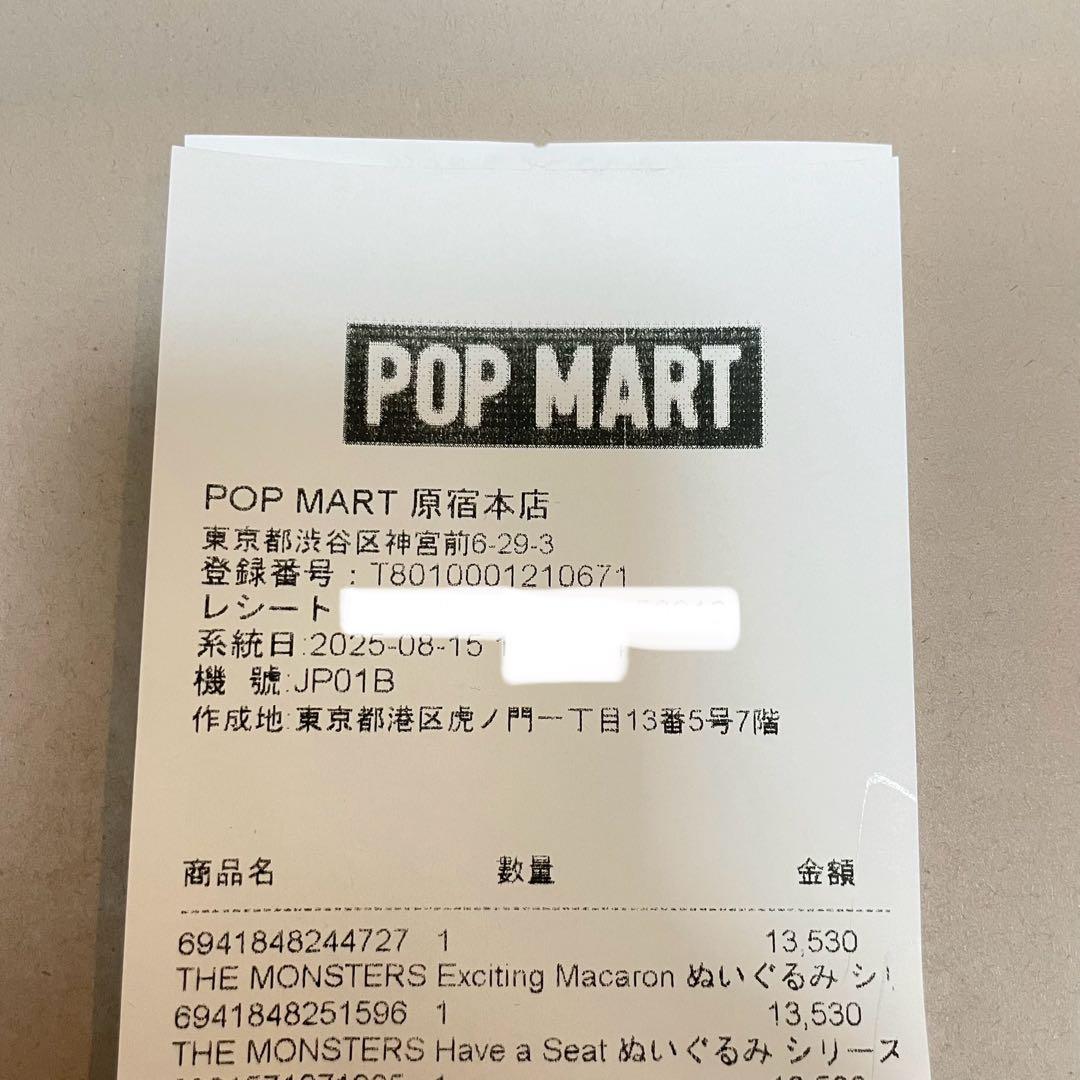 POP MART
POP MART 原宿本店
東京都渋谷区神宮前6-29-3
登録番号 : T8010001210671
レシート
系統日:2025-08-15
機 號:JP01B
作成地:東京都港区虎ノ門一丁目13番5号7階
商品名 数量 金額
6941848244727 1 13,530
THE MONSTERS Exciting Macaron ぬいぐるみ シリ
6941848251596 1 13,530
THE MONSTERS Have a Seat ぬいぐるみ シリーズ